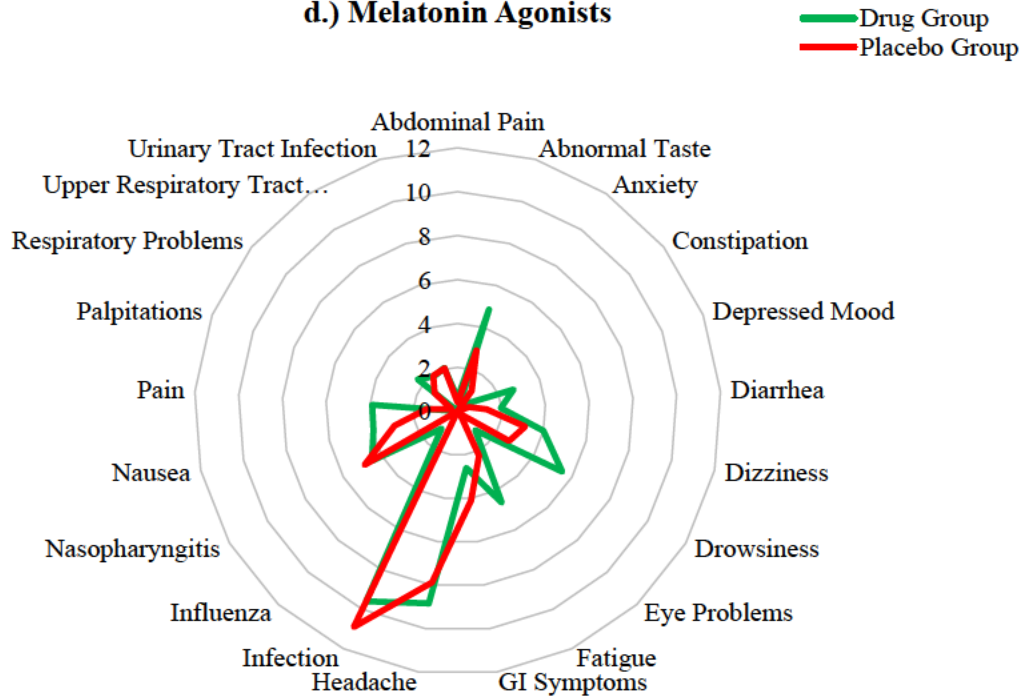 d.) Melatonin Agonists
Drug Group
Placebo Group
Abdominal Pain
Abnormal Taste
Anxiety
Constipation
Depressed Mood
Diarrhea
Dizziness
Drowsiness
Eye Problems
Fatigue
GI Symptoms
Headache
Infection
Influenza
Nasopharyngitis
Nausea
Pain
Palpitations
Respiratory Problems
Upper Respiratory Tract…
Urinary Tract Infection
12
10
8
6
4
2
0